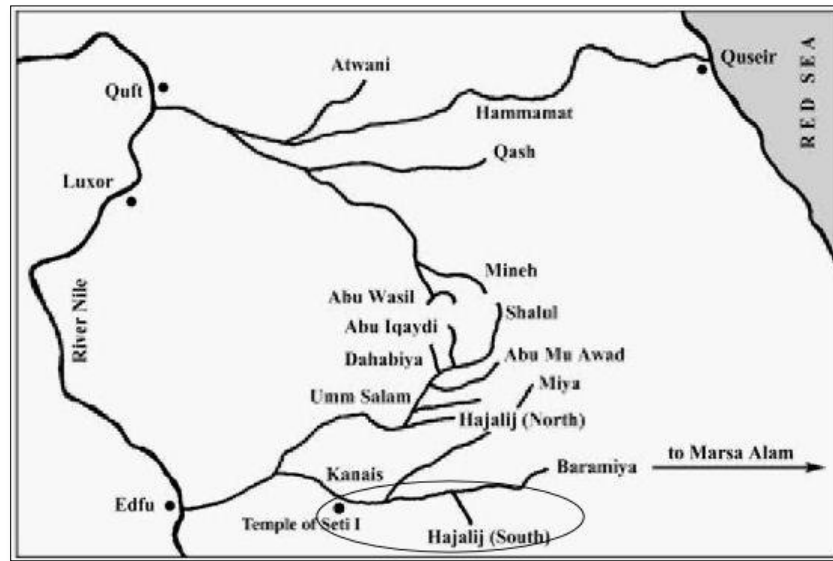 Atwani
Quseir
Quft
Hammamat
RED SEA
Qash
Luxor
Mineh
River Nile
Abu Wasil
Shalul
Abu Iqaydi
Dahabiya
Abu Mu Awad
Miya
Umm Salam
Hajalij (North)
to Marsa Alam
Baramiya
Kanais
Edfu
Temple of Seti I
Hajalij (South)